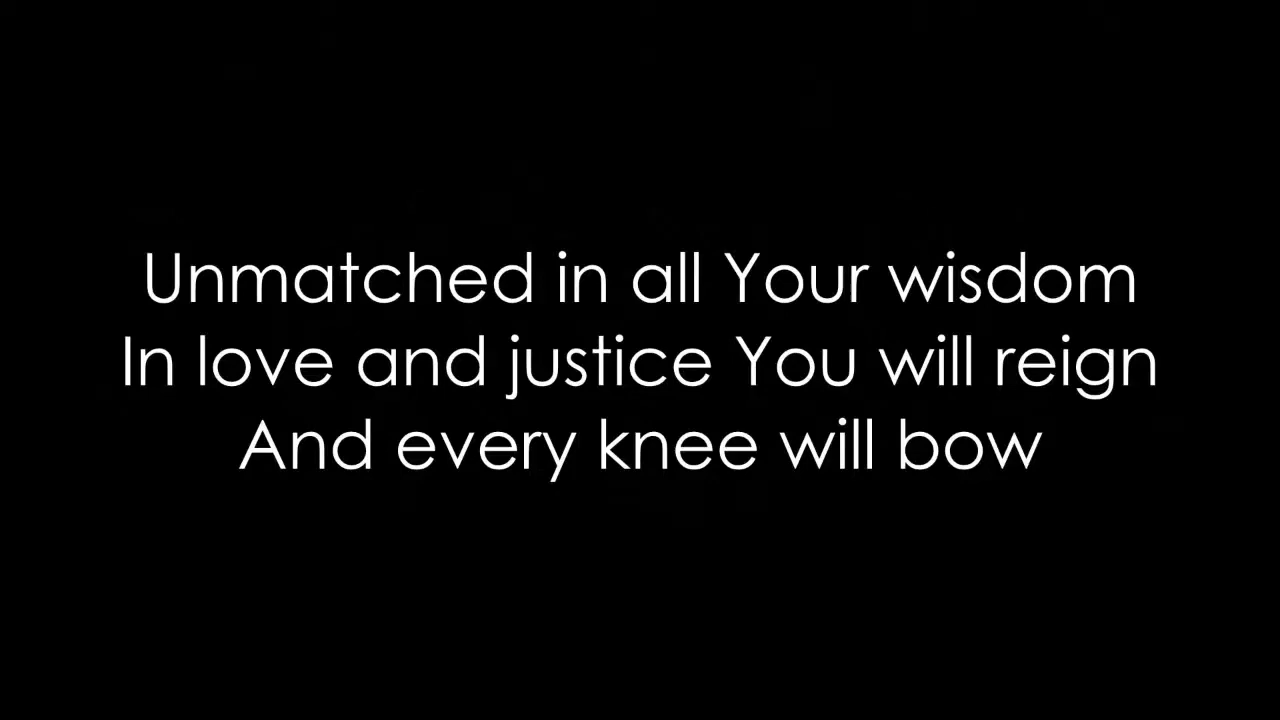 Unmatched in all Your wisdom
In love and justice You will reign
And every knee will bow